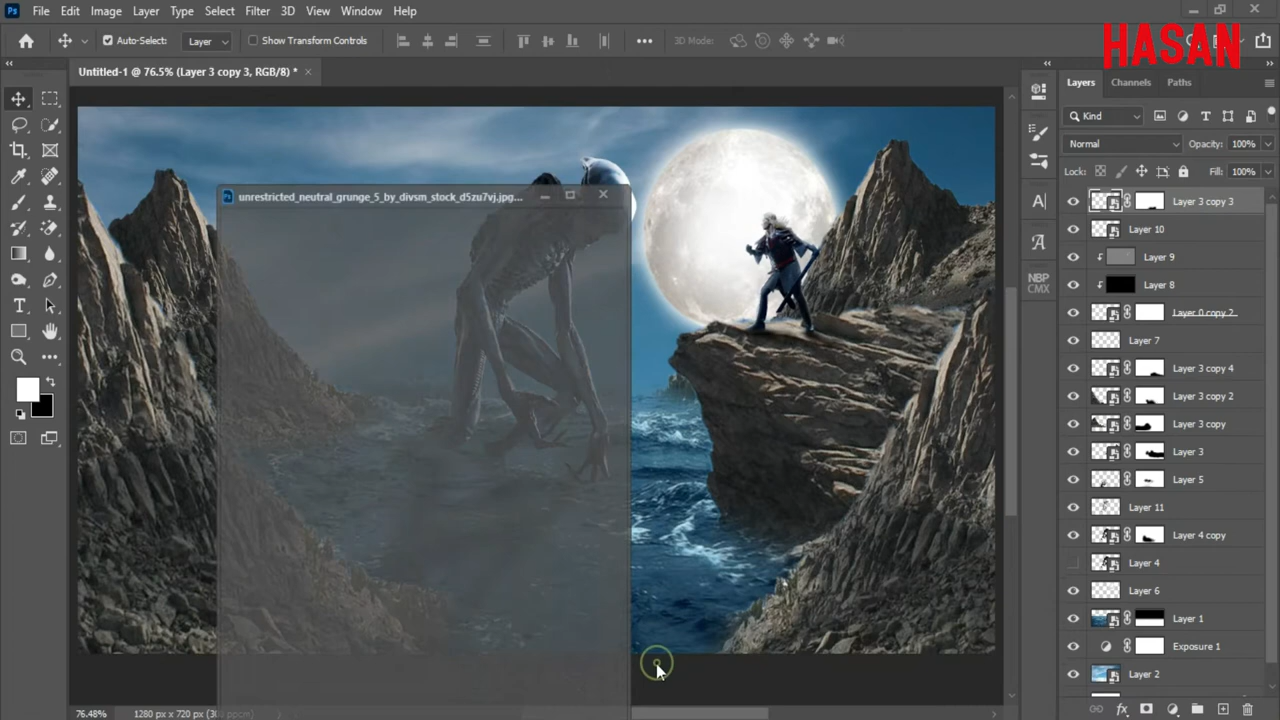 Ps File Edit Image Layer Type Select Filter 3D View Window Help
HASAN
Auto-Select: Layer Show Transform Controls 3D Mode:
Untitled-1 @ 76.5% (Layer 3 copy 3, RGB/8) * ×
Layers Channels Paths
Kind
Normal Opacity: 100%
Lock: Fill: 100%
unrestricted_neutral_grunge_5_by_divsm_stock_d5zu7vj.jpg...
Layer 3 copy 3
Layer 10
Layer 9
NBP
CMX
Layer 8
Layer 0 copy 2
Layer 7
Layer 3 copy 4
Layer 3 copy 2
Layer 3 copy
Layer 3
Layer 5
Layer 11
Layer 4 copy
Layer 4
Layer 6
Layer 1
Exposure 1
Layer 2
76.48% 1280 px x 720 px